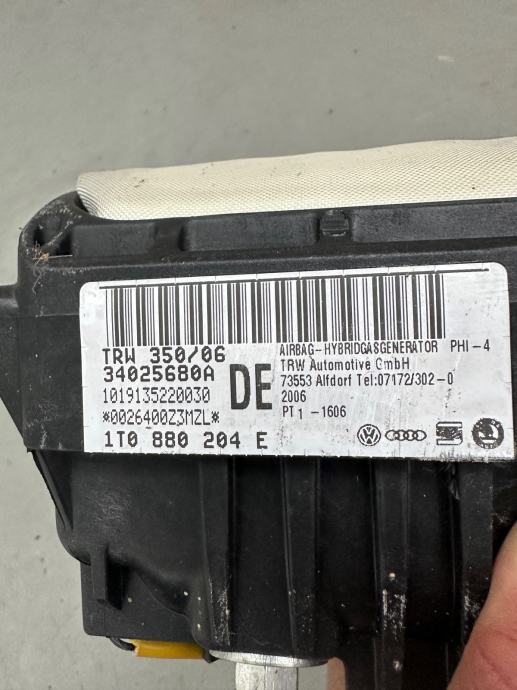 TRW 350/06
34025680A
1019135220030
*0026400Z3MZL*
1T0 880 204 E
DE
AIRBAG-HYBRIDGASGENERATOR PHI-4
TRW Automotive GmbH
73553 Alfdorf Tel:07172/302-0
2006
PT1 -1606